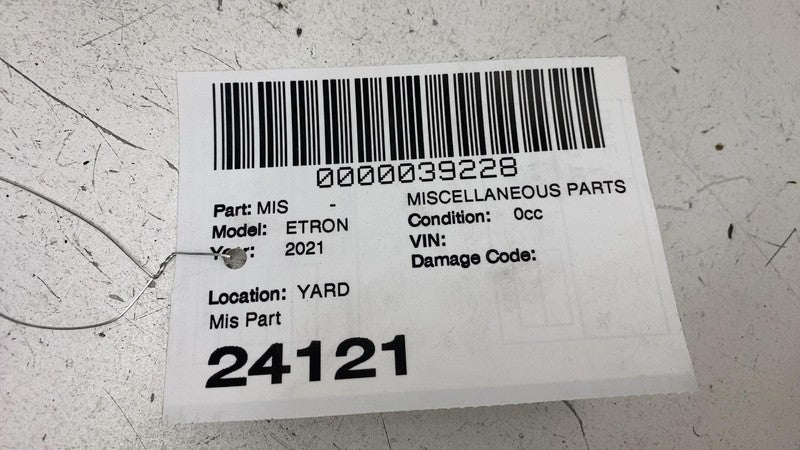 0000039228
Part: MIS - MISCELLANEOUS PARTS
Model: ETRON Condition: 0cc
Year: 2021 VIN:
Damage Code:
Location: YARD
Mis Part
24121